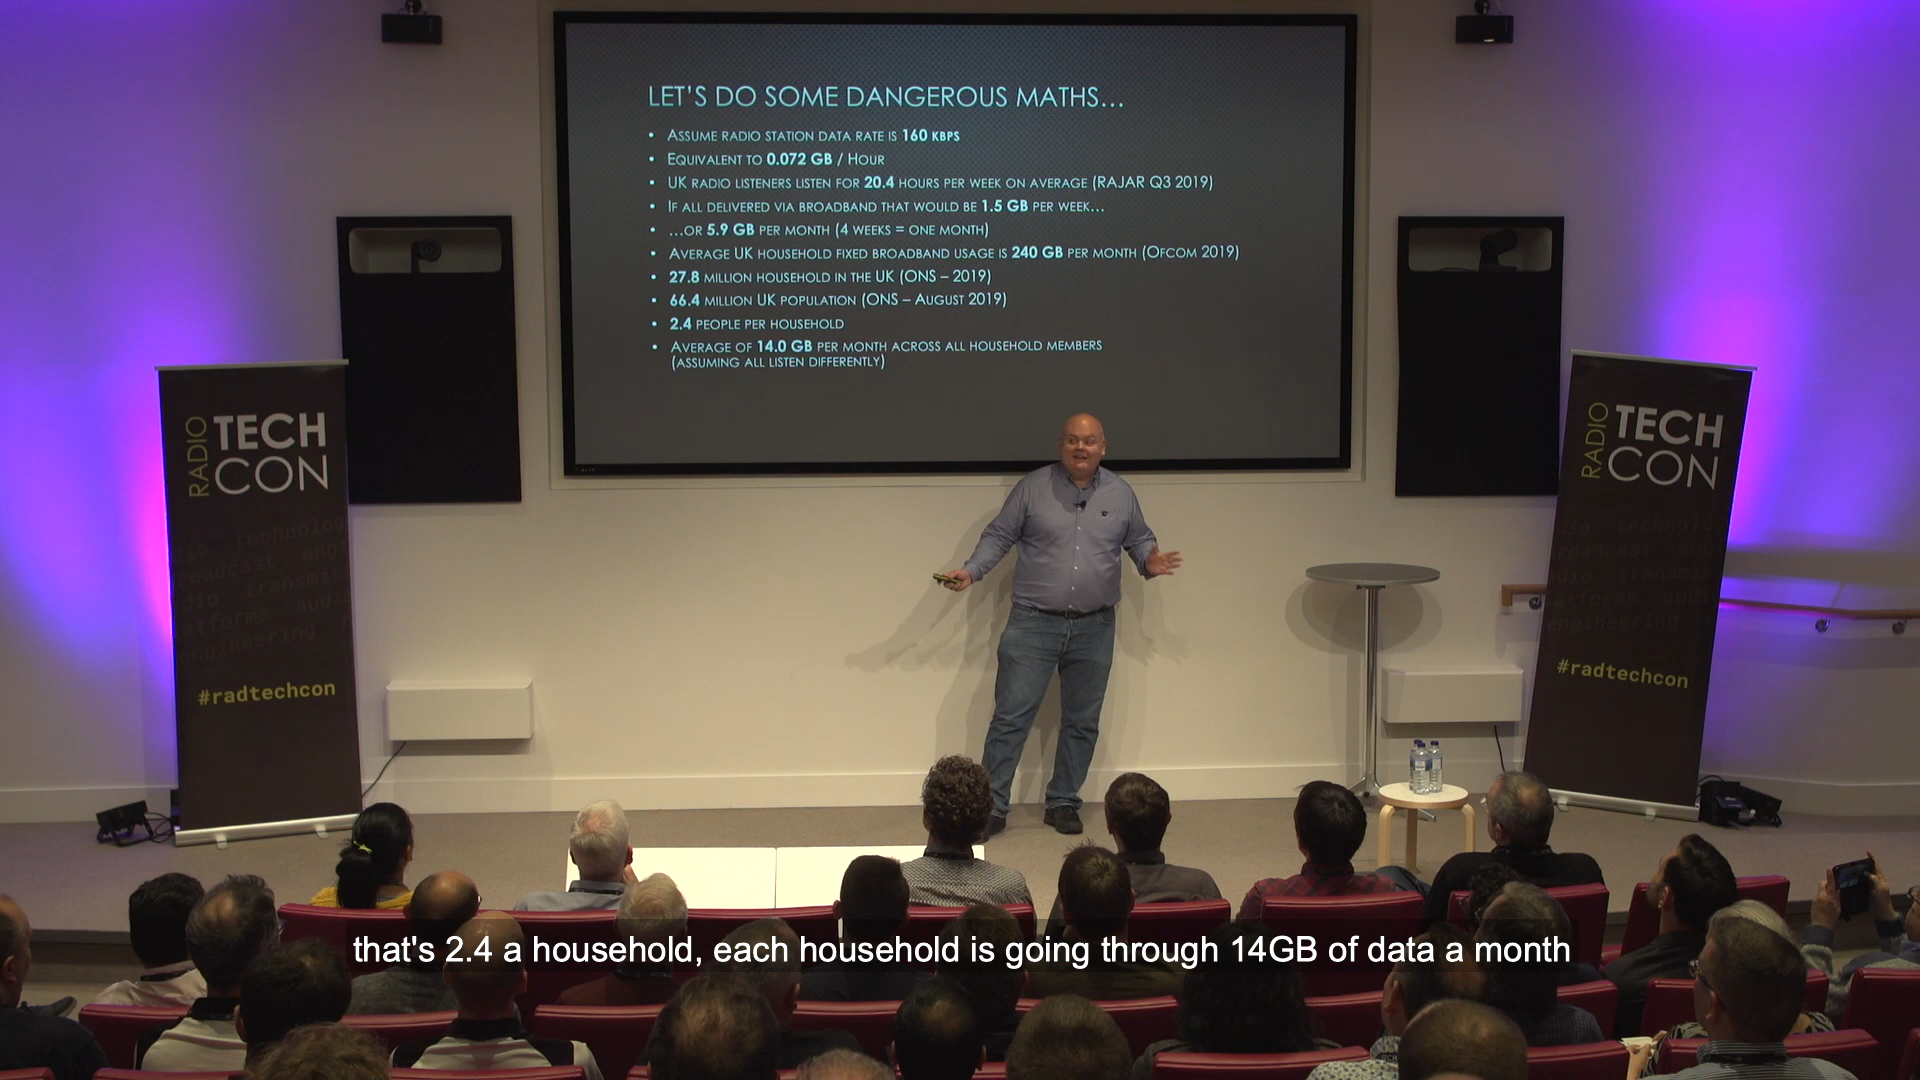 LET'S DO SOME DANGEROUS MATHS...
• ASSUME RADIO STATION DATA RATE IS 160 KBPS
• EQUIVALENT TO 0.072 GB / HOUR
• UK RADIO LISTENERS LISTEN FOR 20.4 HOURS PER WEEK ON AVERAGE (RAJAR Q3 2019)
• IF ALL DELIVERED VIA BROADBAND THAT WOULD BE 1.5 GB PER WEEK...
• ...OR 5.9 GB PER MONTH (4 WEEKS = ONE MONTH)
• AVERAGE UK HOUSEHOLD FIXED BROADBAND USAGE IS 240 GB PER MONTH (OFCOM 2019)
• 27.8 MILLION HOUSEHOLD IN THE UK (ONS – 2019)
• 66.4 MILLION UK POPULATION (ONS – AUGUST 2019)
• 2.4 PEOPLE PER HOUSEHOLD
• AVERAGE OF 14.0 GB PER MONTH ACROSS ALL HOUSEHOLD MEMBERS
(ASSUMING ALL LISTEN DIFFERENTLY)
RADIO
TECH
CON
#radtechcon
RADIO
TECH
CON
#radtechcon
that's 2.4 a household, each household is going through 14GB of data a month